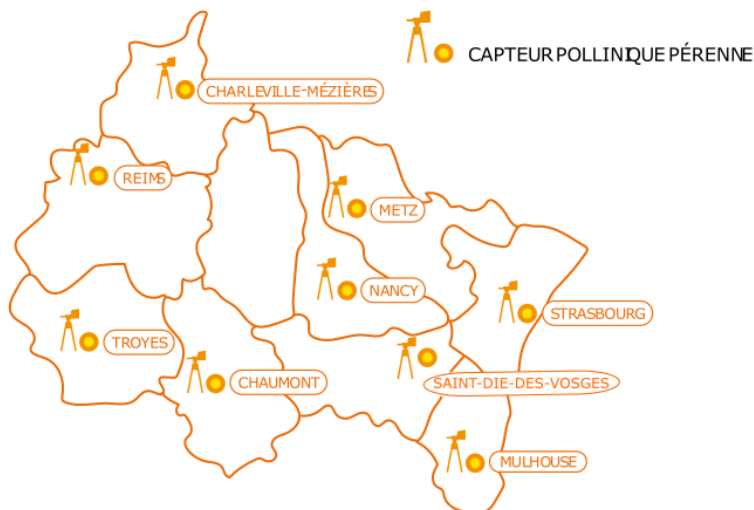 CAPTEUR POLLINIQUE PÉRENNE
CHARLEVILLE-MÉZIÈRES
REIMS
METZ
NANCY
STRASBOURG
TROYES
CHAUMONT
SAINT-DIE-DES-VOSGES
MULHOUSE